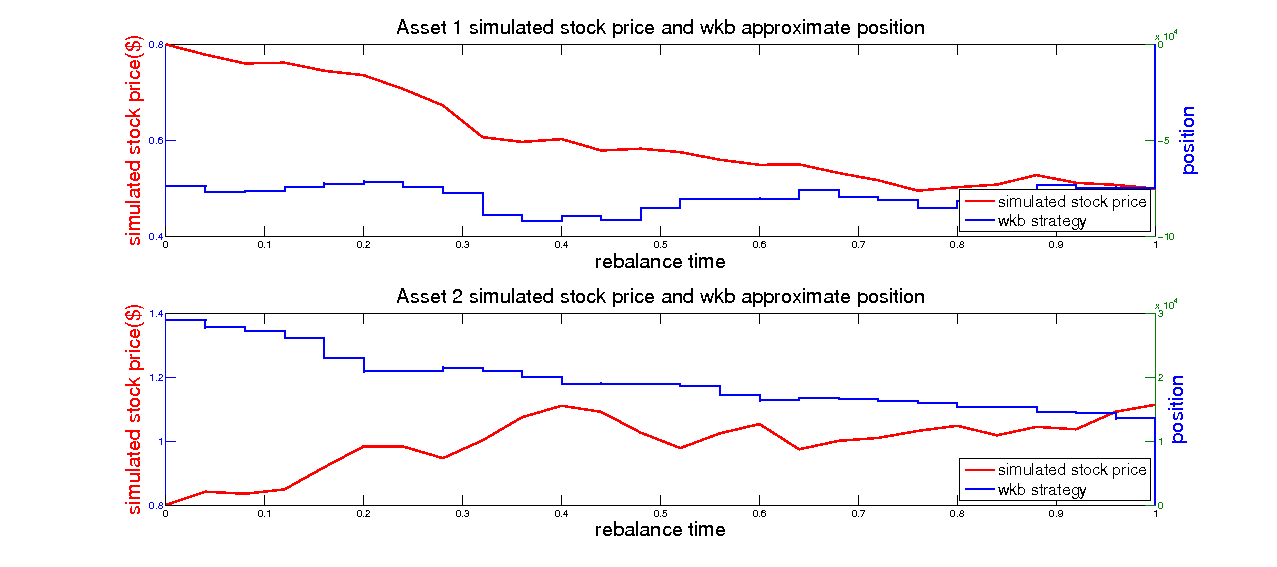 Asset 1 simulated stock price and wkb approximate position
x 10^4
simulated stock price($)
0.8
0.6
0.4
0
-5
-10
position
simulated stock price
wkb strategy
0 0.1 0.2 0.3 0.4 0.5 0.6 0.7 0.8 0.9 1
rebalance time
Asset 2 simulated stock price and wkb approximate position
x 10^4
simulated stock price($)
1.4
1.2
1
0.8
3
2
1
0
position
simulated stock price
wkb strategy
0 0.1 0.2 0.3 0.4 0.5 0.6 0.7 0.8 0.9 1
rebalance time